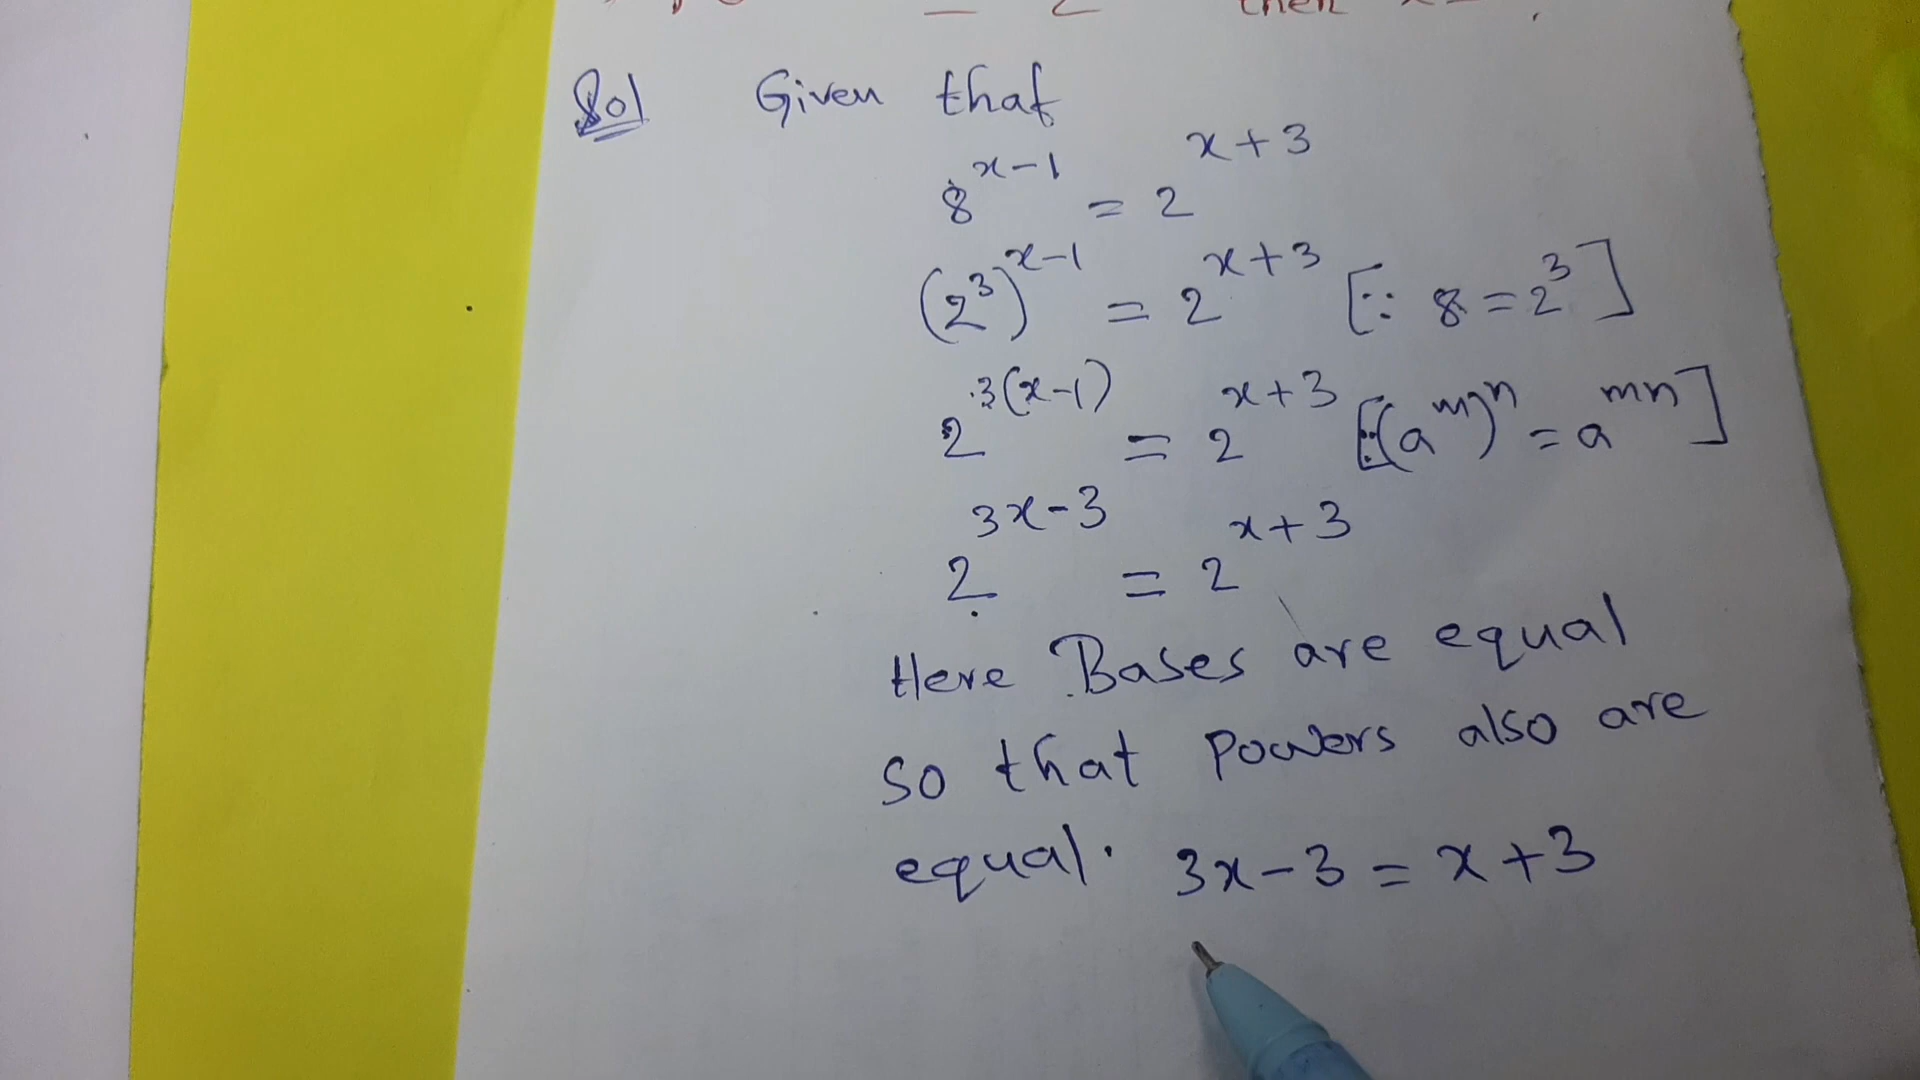 then
Sol Given that
8^{x-1} = 2^{x+3}
(2^3)^{x-1} = 2^{x+3} [∵ 8 = 2^3]
2^{3(x-1)} = 2^{x+3} [∵ (a^m)^n = a^{mn}]
2^{3x-3} = 2^{x+3}
Here Bases are equal
so that Powers also are
equal. 3x-3 = x+3